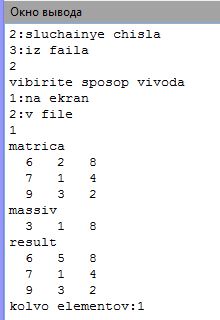 Окно вывода
2:sluchainye chisla
3:iz faila
2
vibirite sposop vivoda
1:na ekran
2:v file
1
matrica
6 2 8
7 1 4
9 3 2
massiv
3 1 8
result
6 5 8
7 1 4
9 3 2
kolvo elementov:1